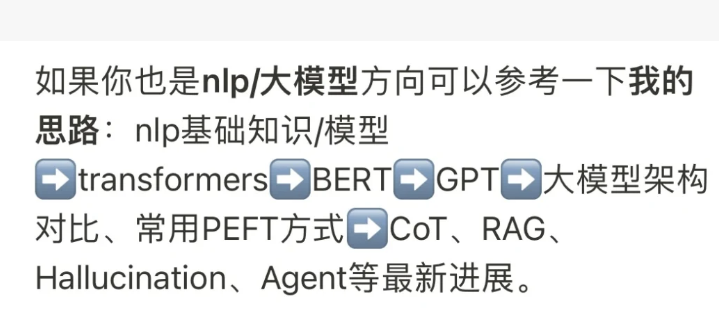 如果你也是nlp/大模型方向可以参考一下我的
思路：nlp基础知识/模型
➡️transformers➡️BERT➡️GPT➡️大模型架构
对比、常用PEFT方式➡️CoT、RAG、
Hallucination、Agent等最新进展。